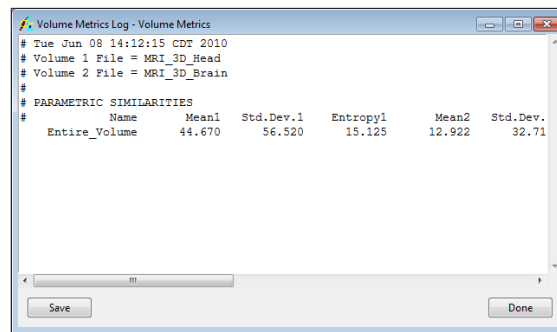 Volume Metrics Log - Volume Metrics
# Tue Jun 08 14:12:15 CDT 2010
# Volume 1 File = MRI_3D_Head
# Volume 2 File = MRI_3D_Brain
#
# PARAMETRIC SIMILARITIES
# Name Mean1 Std.Dev.1 Entropy1 Mean2 Std.Dev.
Entire_Volume 44.670 56.520 15.125 12.922 32.71
Save Done